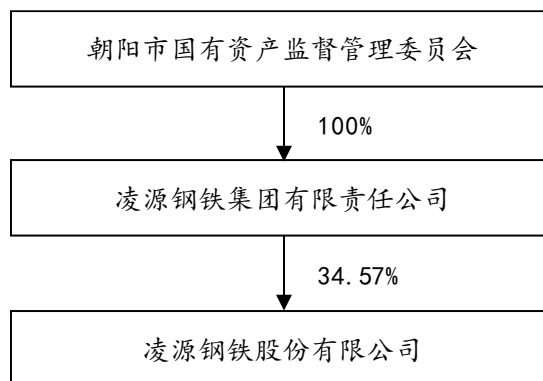 朝阳市国有资产监督管理委员会
100%
凌源钢铁集团有限责任公司
34.57%
凌源钢铁股份有限公司